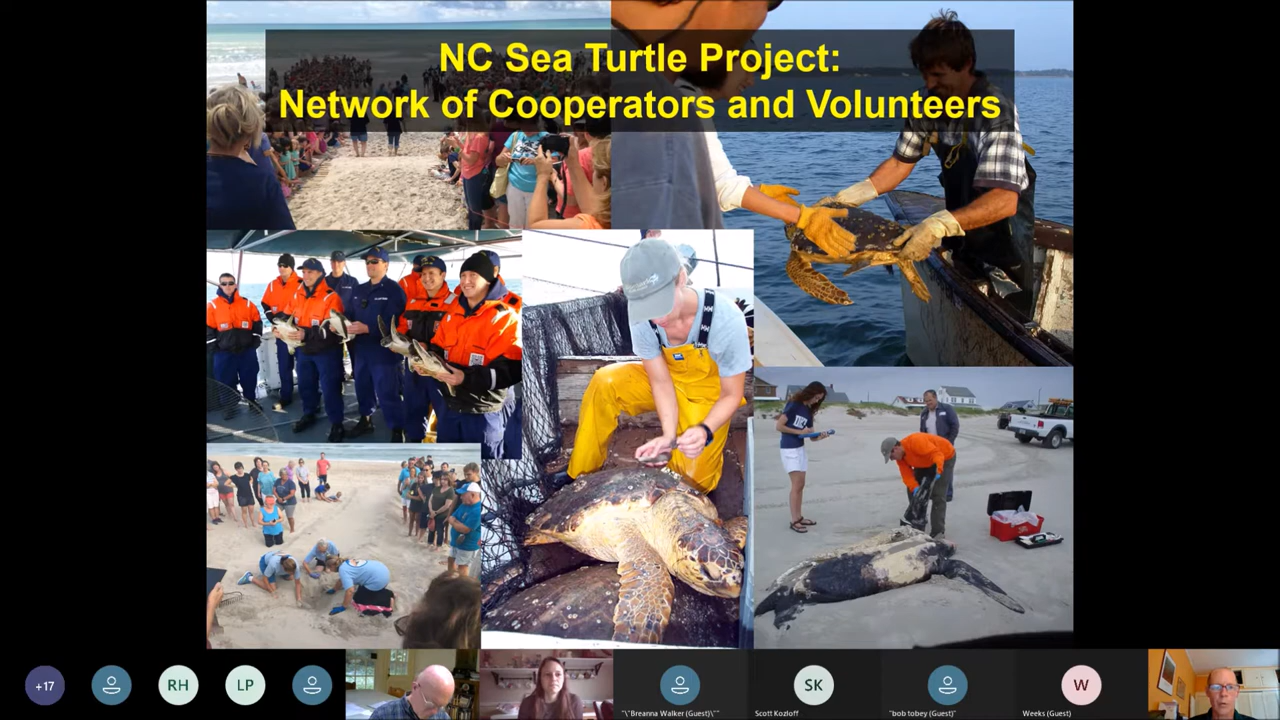 NC Sea Turtle Project:
Network of Cooperators and Volunteers
+17
RH
LP
"\"Breanna Walker (Guest)\""
SK
Scott Kozloff
"bob tobey (Guest)"
W
Weeks (Guest)